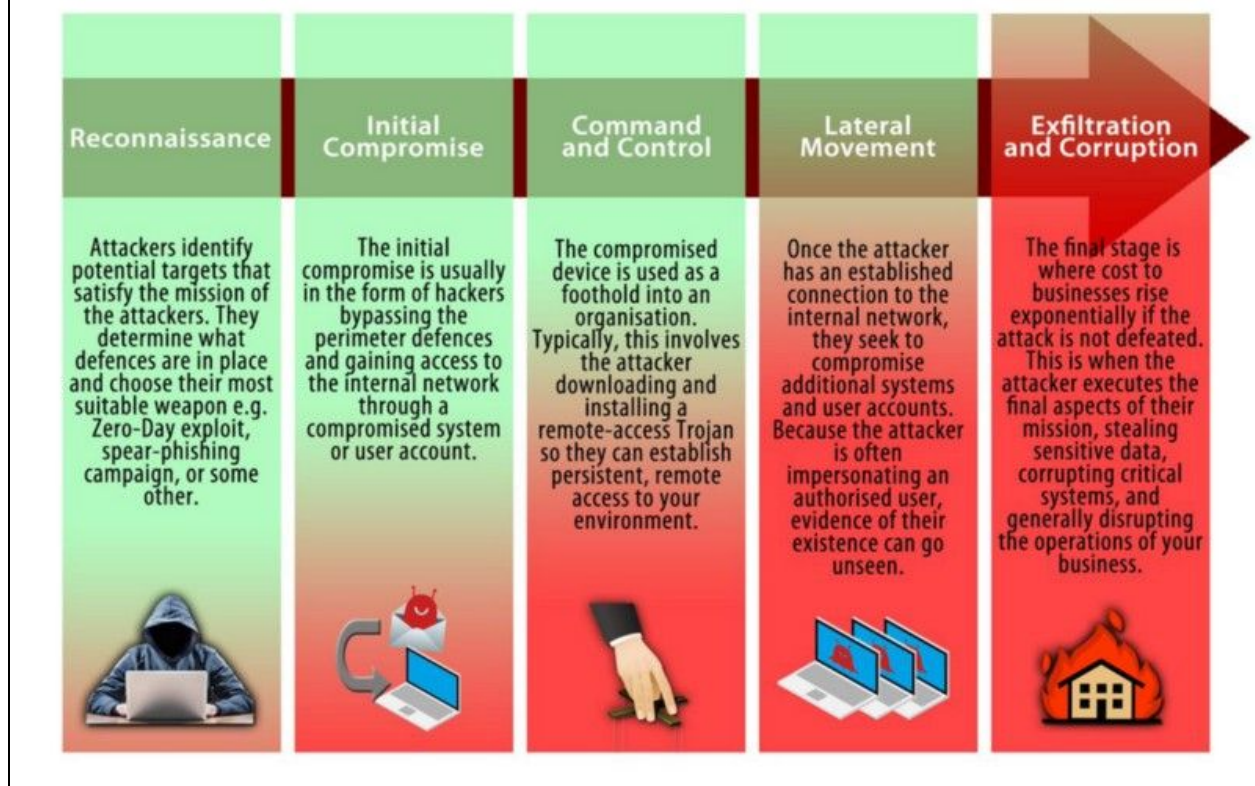 Reconnaissance
Attackers identify
potential targets that
satisfy the mission of
the attackers. They
determine what
defences are in place
and choose their most
suitable weapon e.g.
Zero-Day exploit,
spear-phishing
campaign, or some
other.
Initial
Compromise
The initial
compromise is usually
in the form of hackers
bypassing the
perimeter defences
and gaining access to
the internal network
through a
compromised system
or user account.
Command
and Control
The compromised
device is used as a
foothold into an
organisation.
Typically, this involves
the attacker
downloading and
installing a
remote-access Trojan
so they can establish
persistent, remote
access to your
environment.
Lateral
Movement
Once the attacker
has an established
connection to the
internal network,
they seek to
compromise
additional systems
and user accounts.
Because the attacker
is often
impersonating an
authorised user,
evidence of their
existence can go
unseen.
Exfiltration
and Corruption
The final stage is
where cost to
businesses rise
exponentially if the
attack is not defeated.
This is when the
attacker executes the
final aspects of their
mission, stealing
sensitive data,
corrupting critical
systems, and
generally disrupting
the operations of your
business.